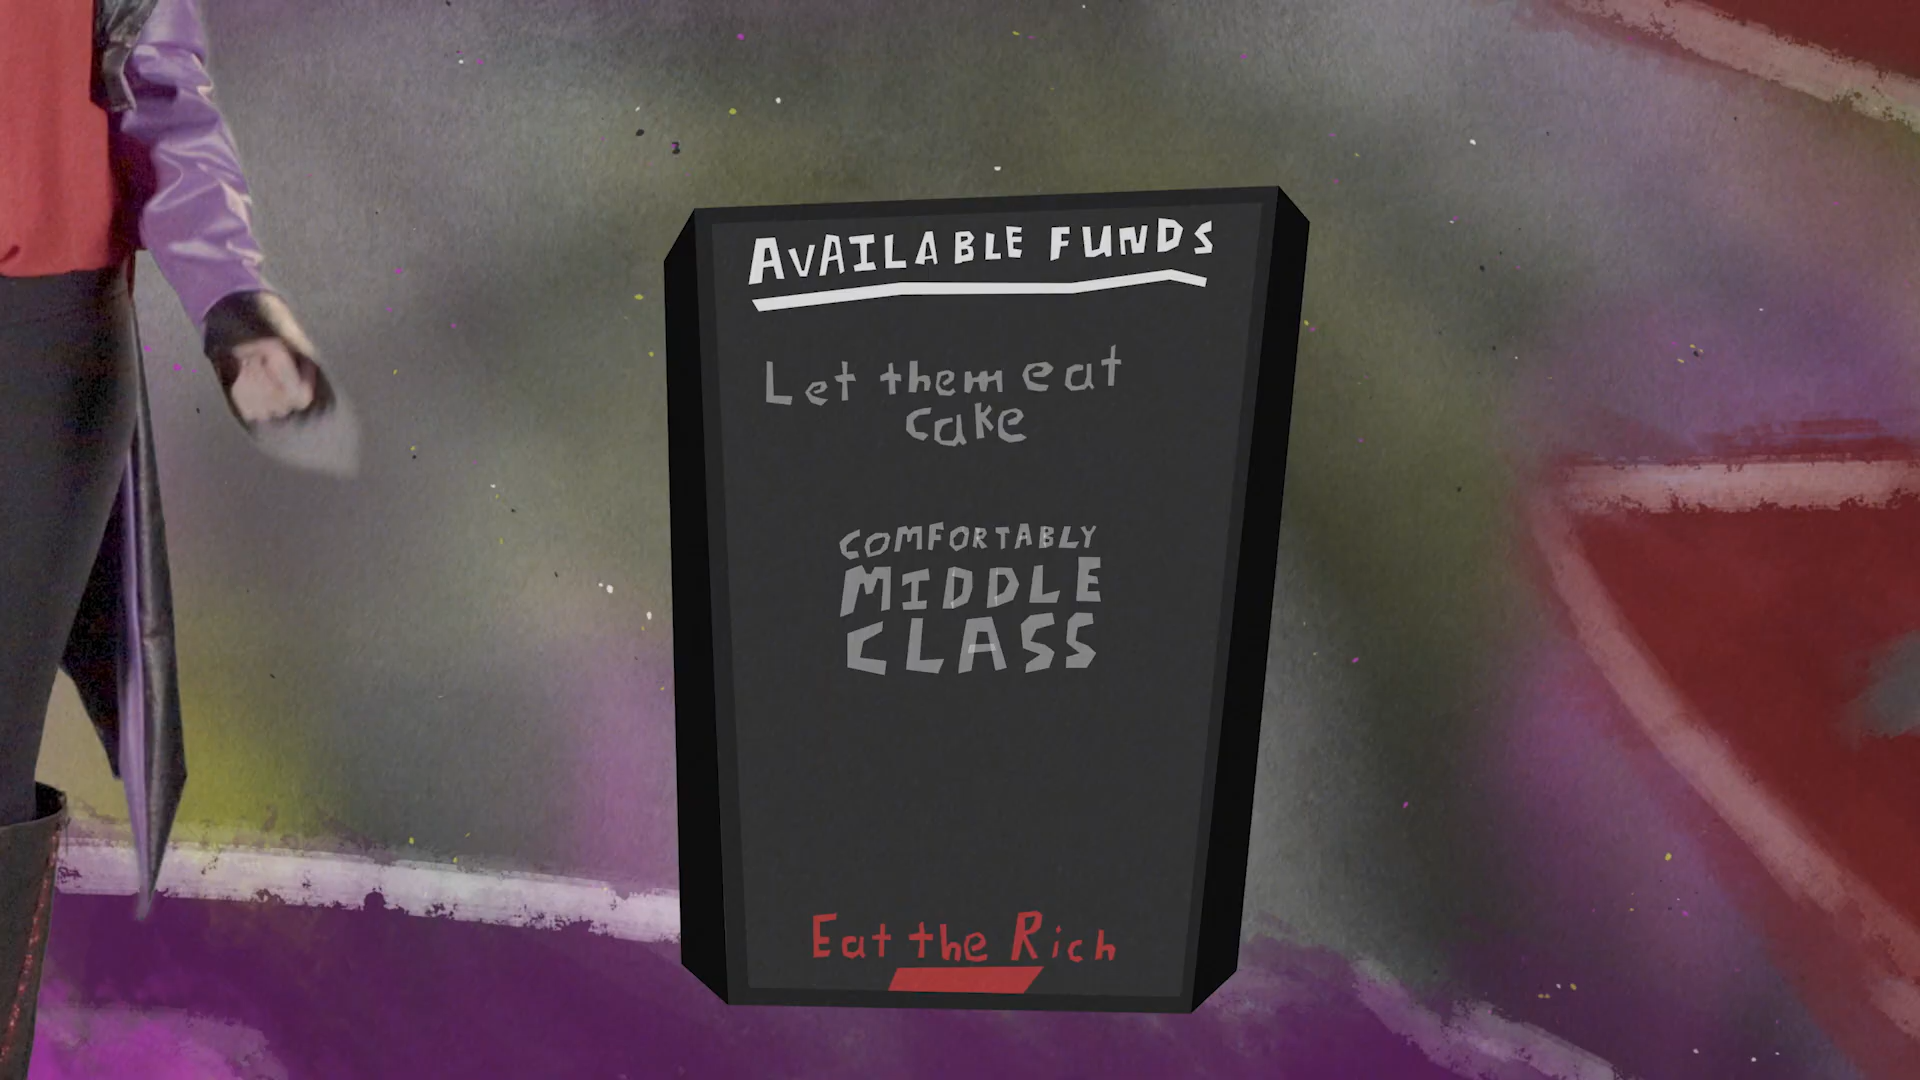 AVAILABLE FUNDS
Let them eat
cake
COMFORTABLY
MIDDLE
CLASS
Eat the Rich